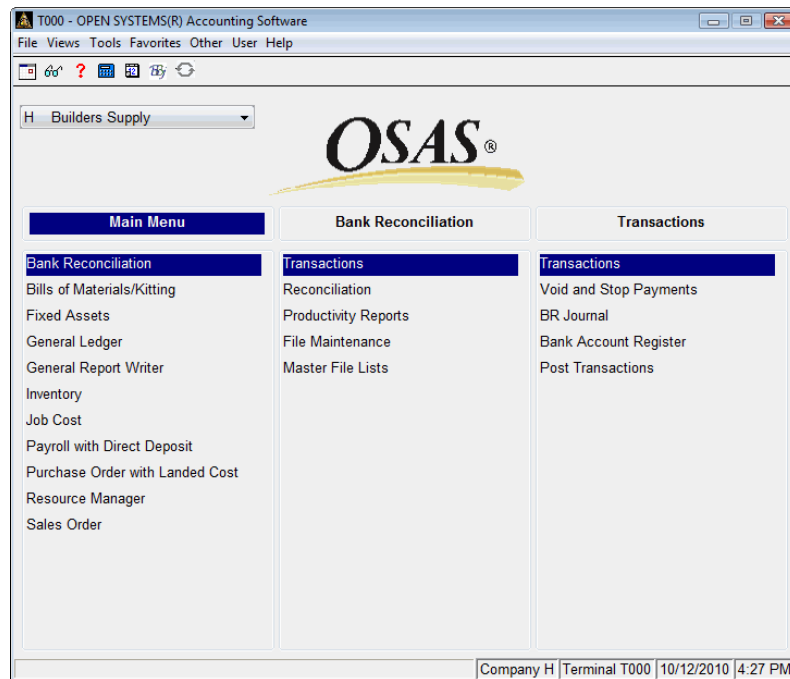 T000 - OPEN SYSTEMS(R) Accounting Software
File Views Tools Favorites Other User Help
H Builders Supply
OSAS®
Main Menu
Bank Reconciliation
Bills of Materials/Kitting
Fixed Assets
General Ledger
General Report Writer
Inventory
Job Cost
Payroll with Direct Deposit
Purchase Order with Landed Cost
Resource Manager
Sales Order
Bank Reconciliation
Transactions
Reconciliation
Productivity Reports
File Maintenance
Master File Lists
Transactions
Transactions
Void and Stop Payments
BR Journal
Bank Account Register
Post Transactions
Company H Terminal T000 10/12/2010 4:27 PM